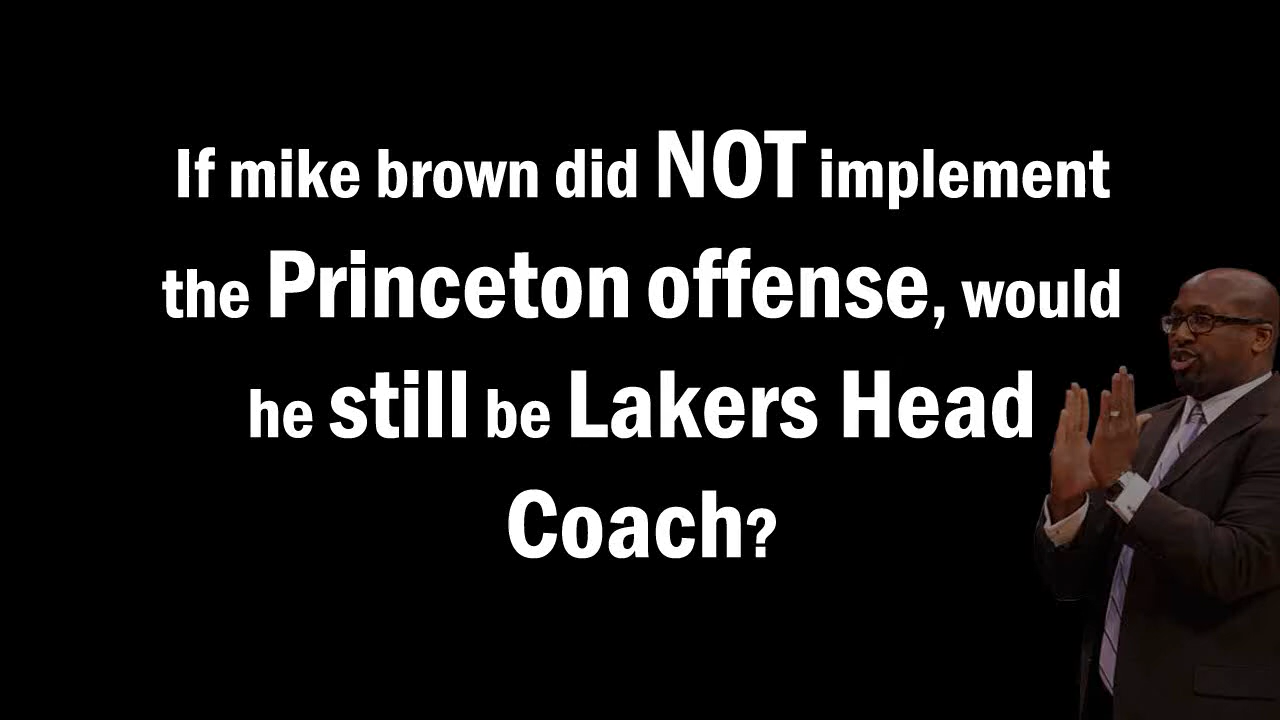 If mike brown did NOT implement
the Princeton offense, would
he still be Lakers Head
Coach?